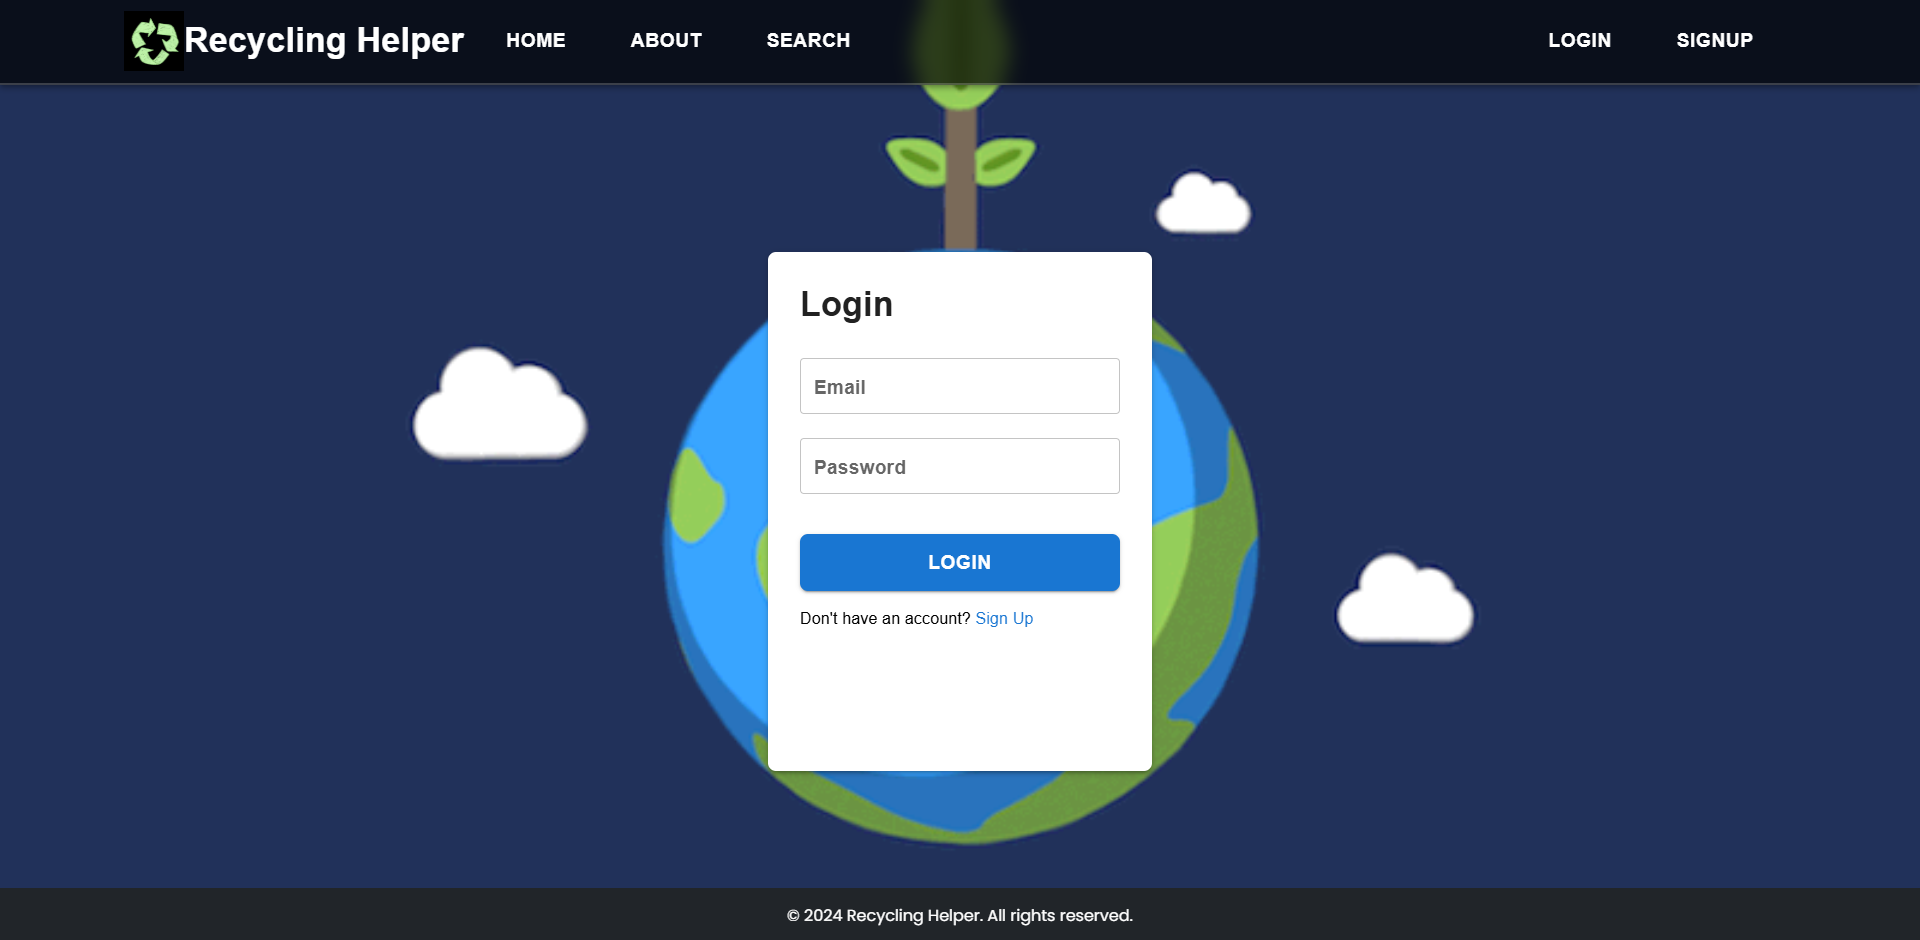 Recycling Helper
HOME
ABOUT
SEARCH
LOGIN
SIGNUP
Login
Email
Password
LOGIN
Don't have an account? Sign Up
© 2024 Recycling Helper. All rights reserved.